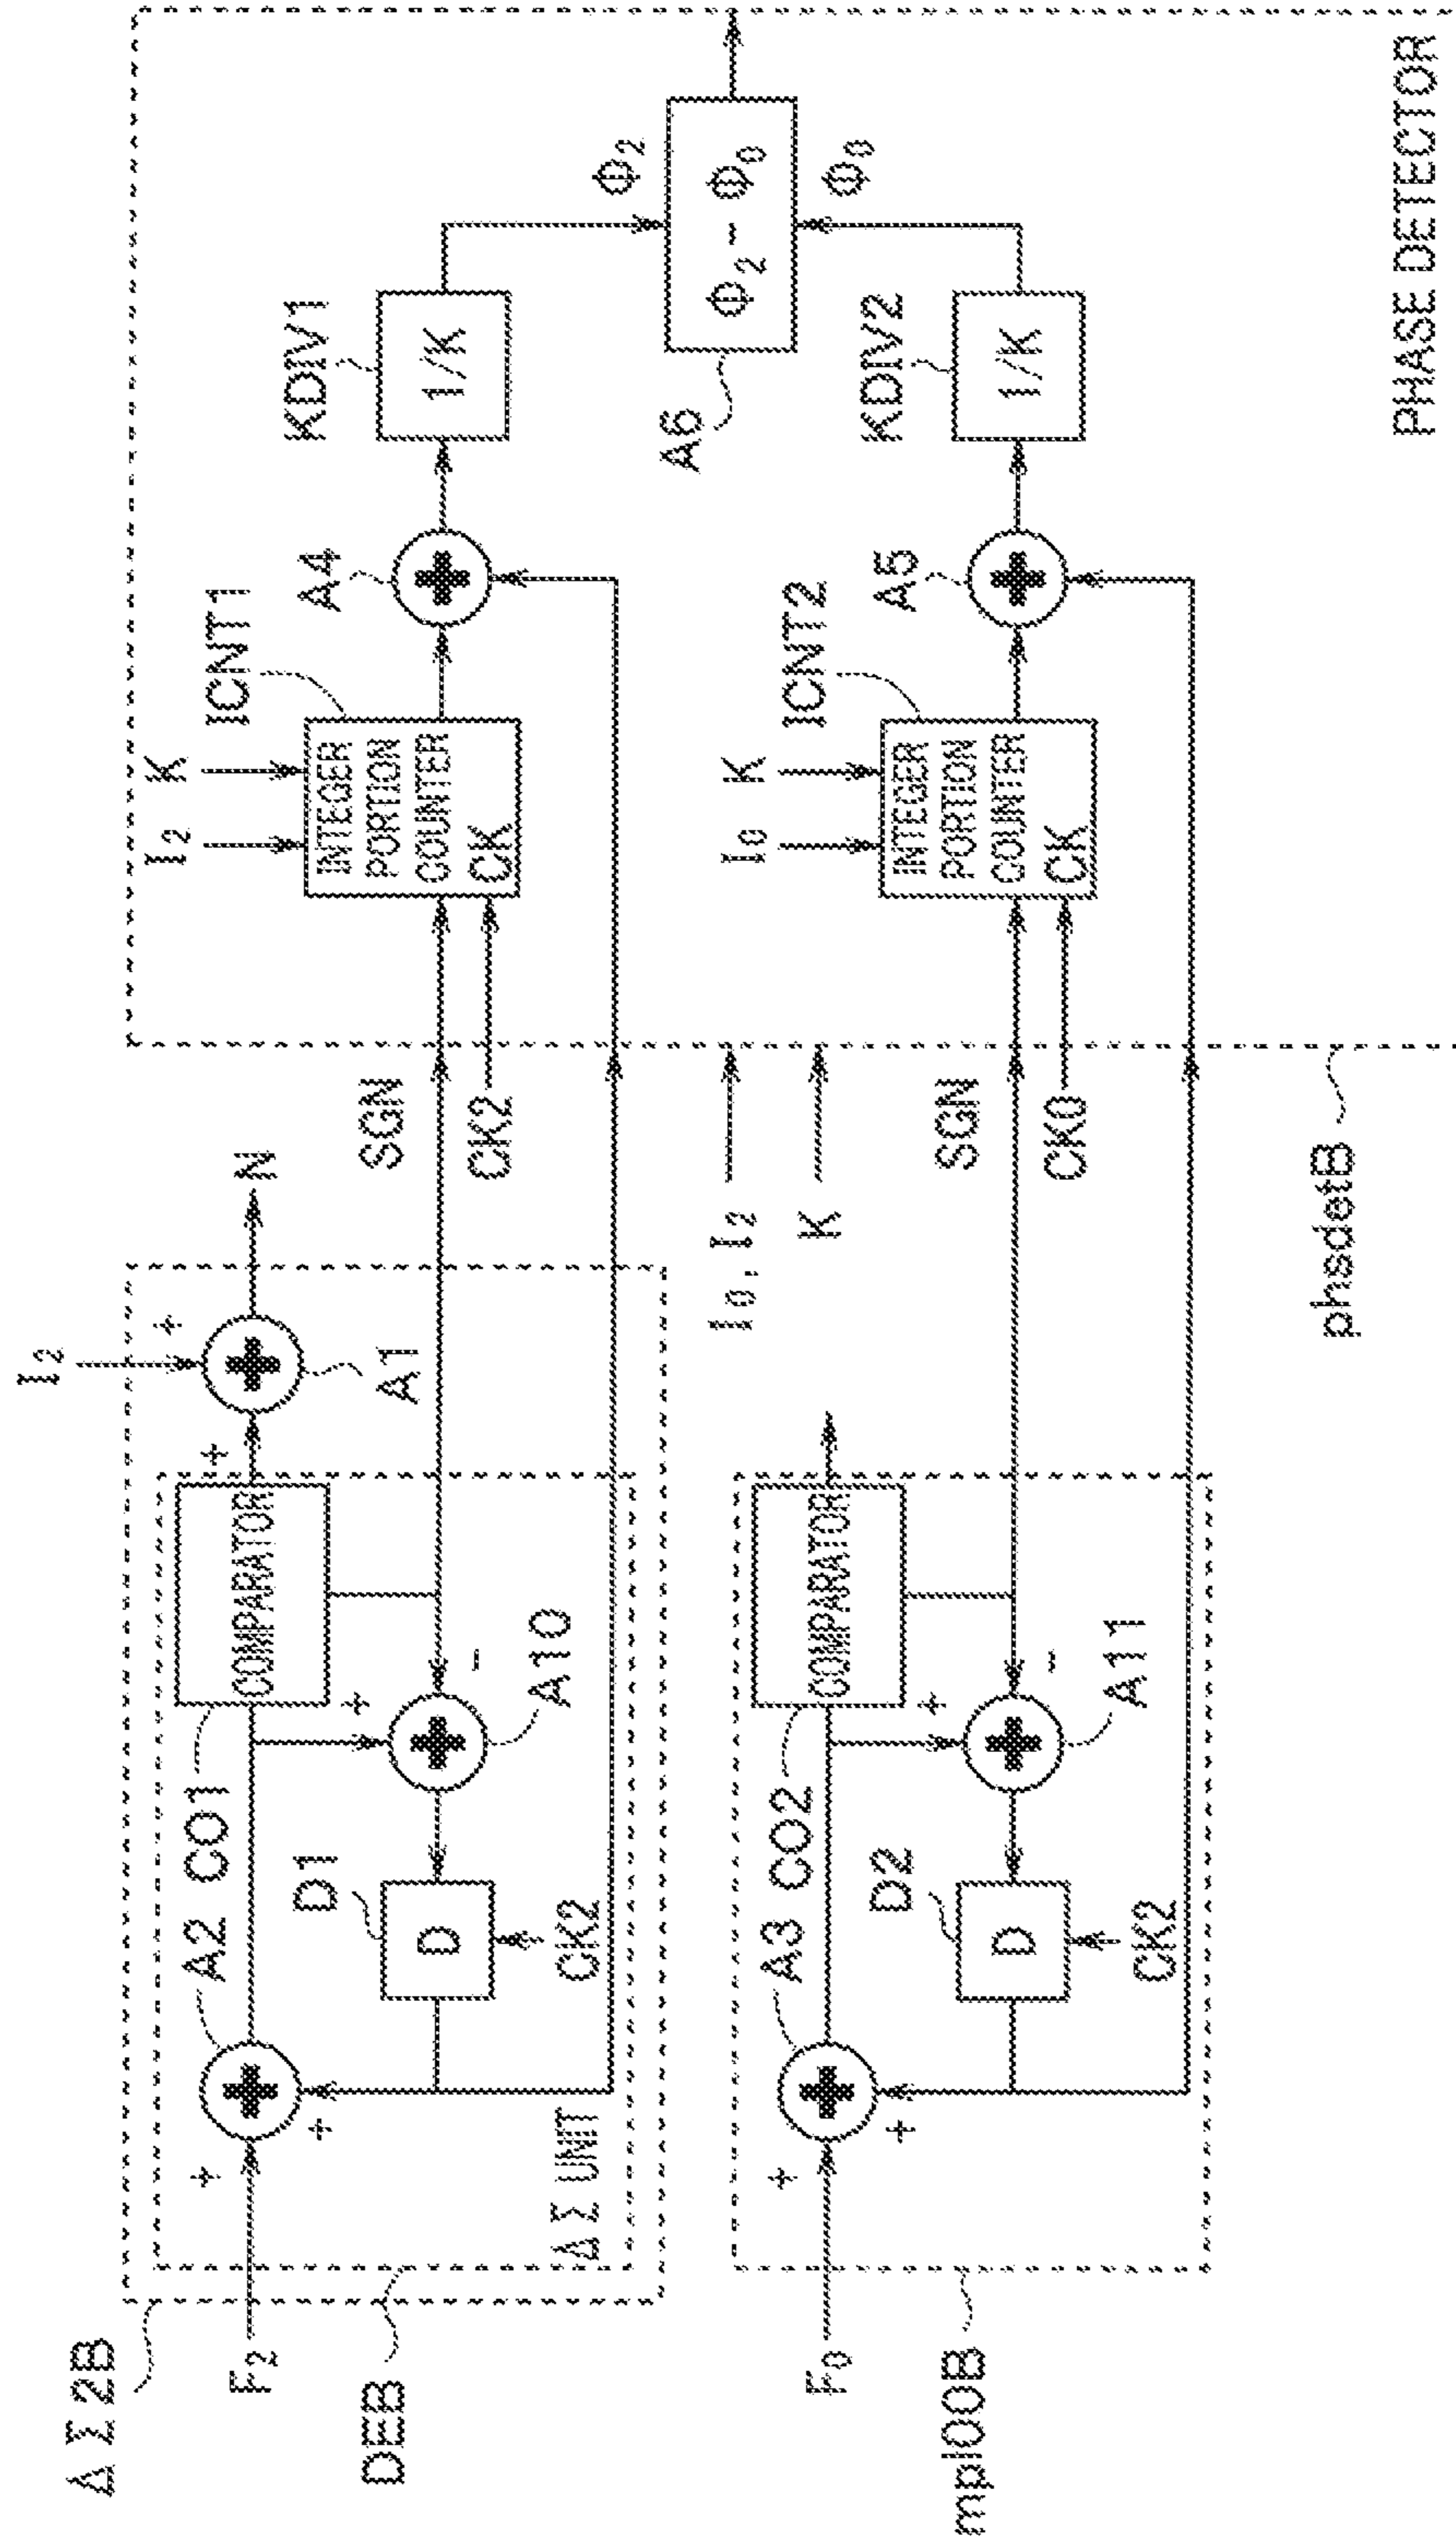 Δ Σ 2B
DEB
F₂
A2
CO1
COMPARATOR
I₂
+
+
A1
N
+
+
Δ Σ UNIT
D1
D
CK2
+
-
A10
SGN
CK2
I₂
K
ICNT1
INTEGER
PORTION
COUNTER
CK
A4
KDIV1
1/K
Φ₂
A6
Φ₂ - Φ₀
Φ₀
I₀, I₂
K
mpl00B
F₀
A3
CO2
COMPARATOR
+
+
D2
D
CK2
+
-
A11
SGN
CK0
I₀
K
ICNT2
INTEGER
PORTION
COUNTER
CK
A5
KDIV2
1/K
phsdetB
PHASE DETECTOR